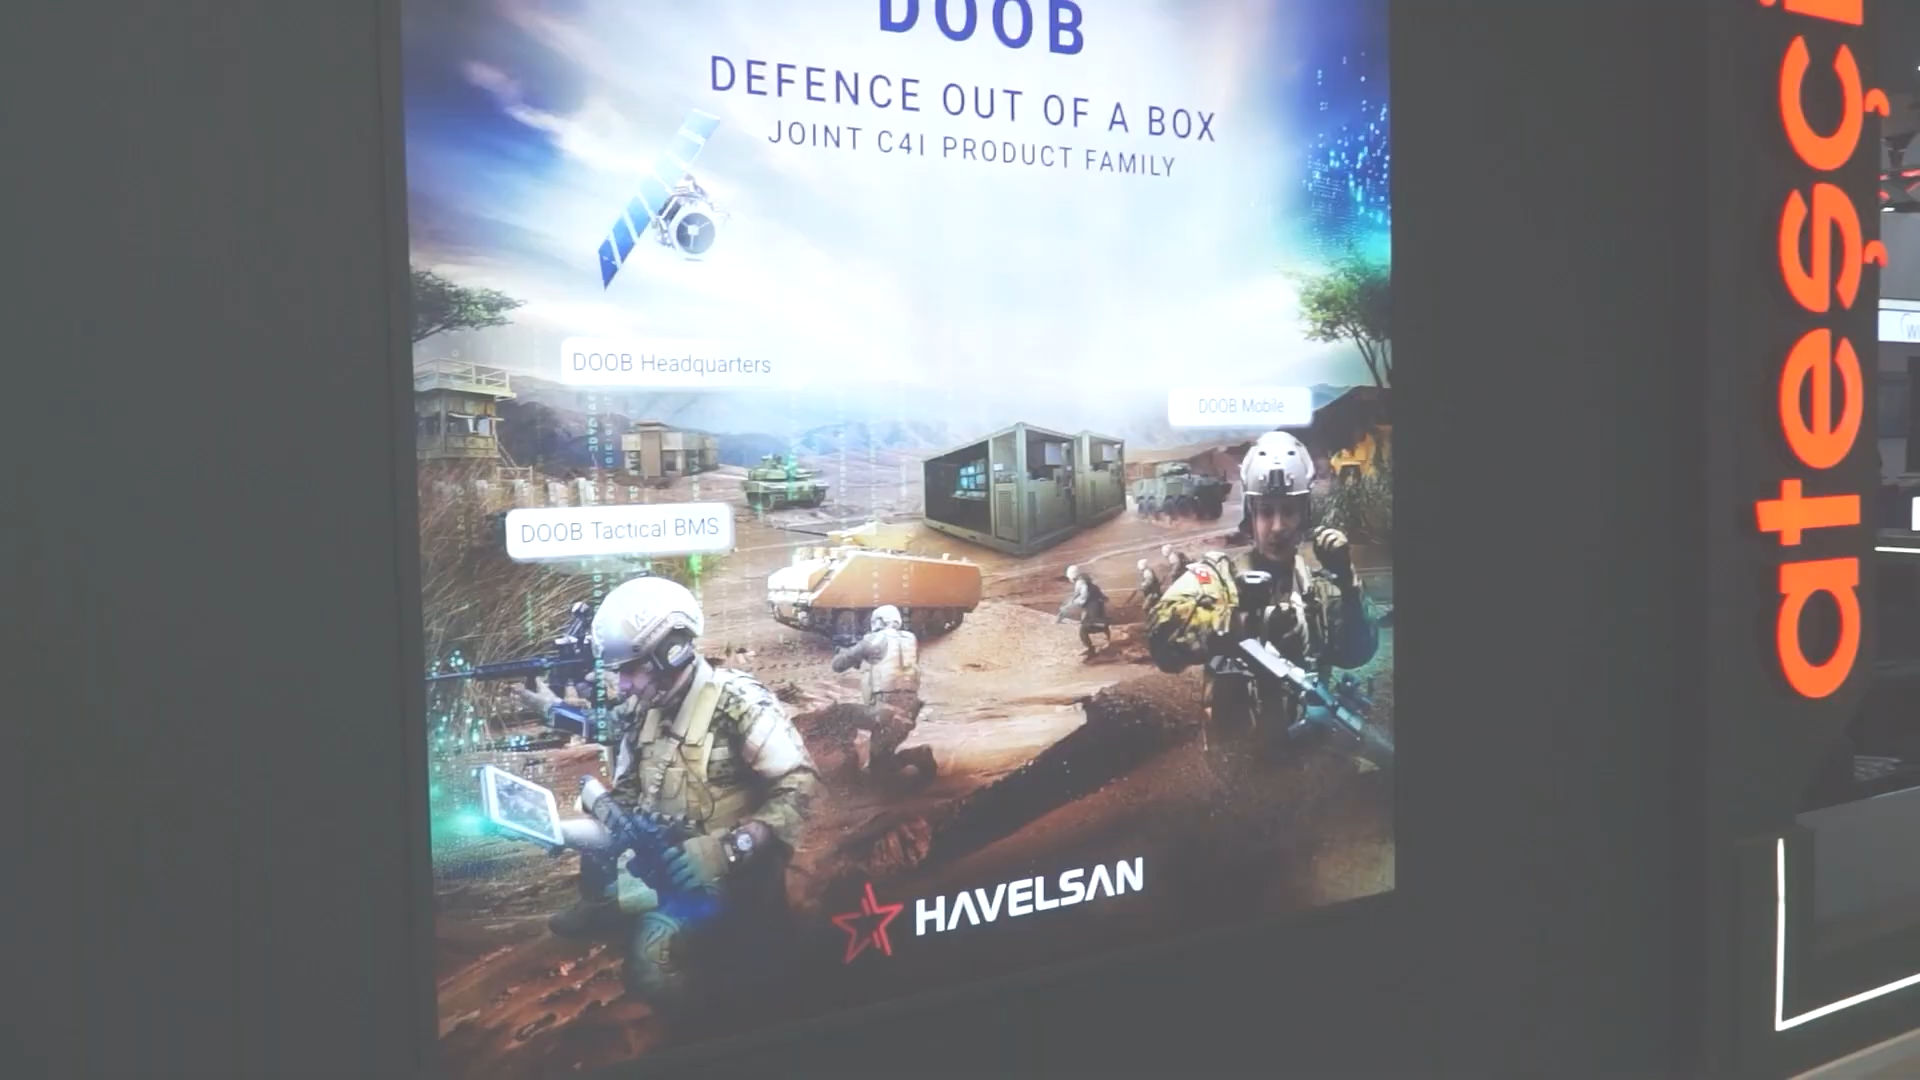 DOOB
DEFENCE OUT OF A BOX
JOINT C4I PRODUCT FAMILY
DOOB Headquarters
DOOB Mobile
DOOB Tactical BMS
HAVELSAN
ateşçi